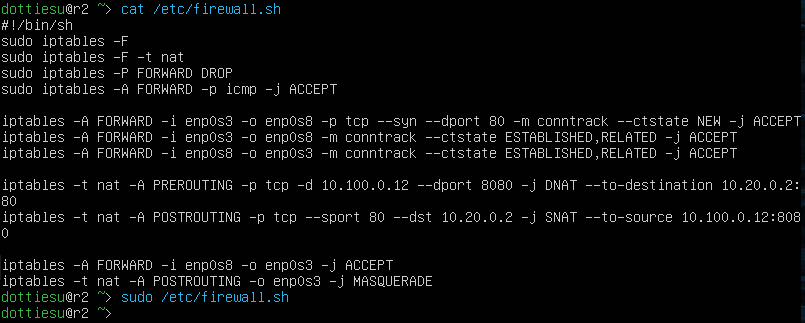 dottiesu@r2 ~> cat /etc/firewall.sh
#!/bin/sh
sudo iptables -F
sudo iptables -F -t nat
sudo iptables -P FORWARD DROP
sudo iptables -A FORWARD -p icmp -j ACCEPT
iptables -A FORWARD -i enp0s3 -o enp0s8 -p tcp --syn --dport 80 -m conntrack --ctstate NEW -j ACCEPT
iptables -A FORWARD -i enp0s3 -o enp0s8 -m conntrack --ctstate ESTABLISHED,RELATED -j ACCEPT
iptables -A FORWARD -i enp0s8 -o enp0s3 -m conntrack --ctstate ESTABLISHED,RELATED -j ACCEPT
iptables -t nat -A PREROUTING -p tcp -d 10.100.0.12 --dport 8080 -j DNAT --to-destination 10.20.0.2:
80
iptables -t nat -A POSTROUTING -p tcp --sport 80 --dst 10.20.0.2 -j SNAT --to-source 10.100.0.12:808
0
iptables -A FORWARD -i enp0s8 -o enp0s3 -j ACCEPT
iptables -t nat -A POSTROUTING -o enp0s3 -j MASQUERADE
dottiesu@r2 ~> sudo /etc/firewall.sh
dottiesu@r2 ~>